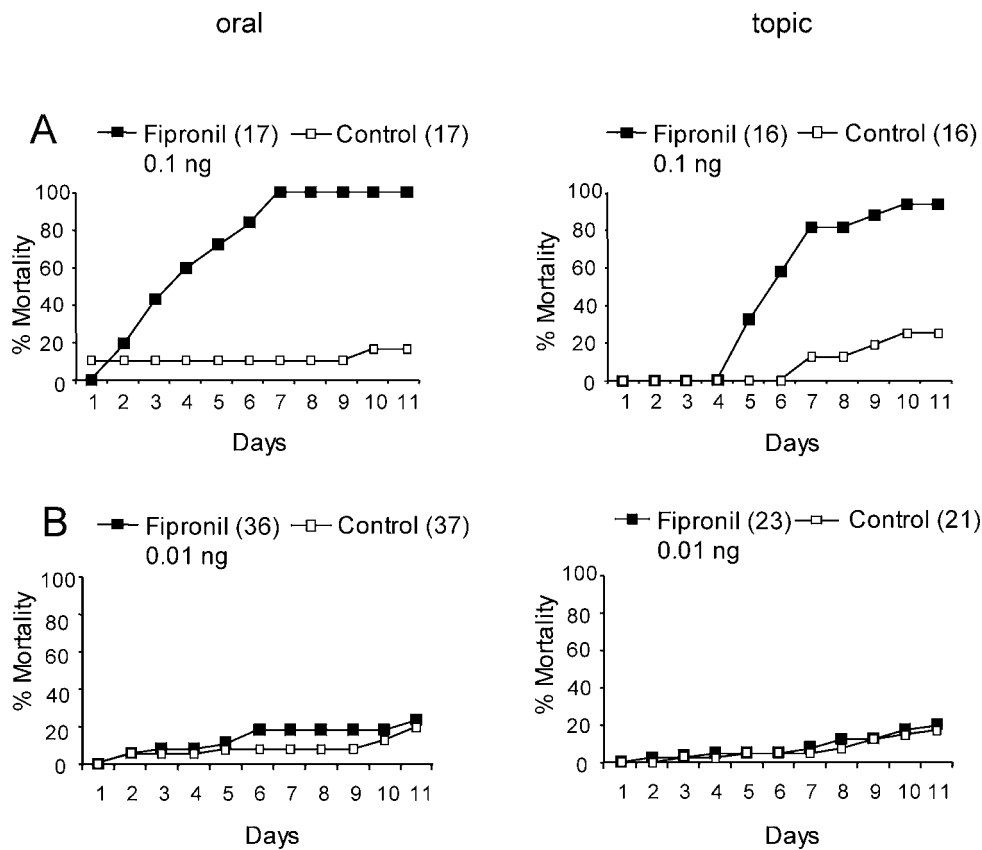 oral
topic
A
Fipronil (17) Control (17)
0.1 ng
100
80
60
40
20
0
% Mortality
1 2 3 4 5 6 7 8 9 10 11
Days
Fipronil (16) Control (16)
0.1 ng
100
80
60
40
20
0
% Mortality
1 2 3 4 5 6 7 8 9 10 11
Days
B
Fipronil (36) Control (37)
0.01 ng
100
80
60
40
20
0
% Mortality
1 2 3 4 5 6 7 8 9 10 11
Days
Fipronil (23) Control (21)
0.01 ng
100
80
60
40
20
0
% Mortality
1 2 3 4 5 6 7 8 9 10 11
Days